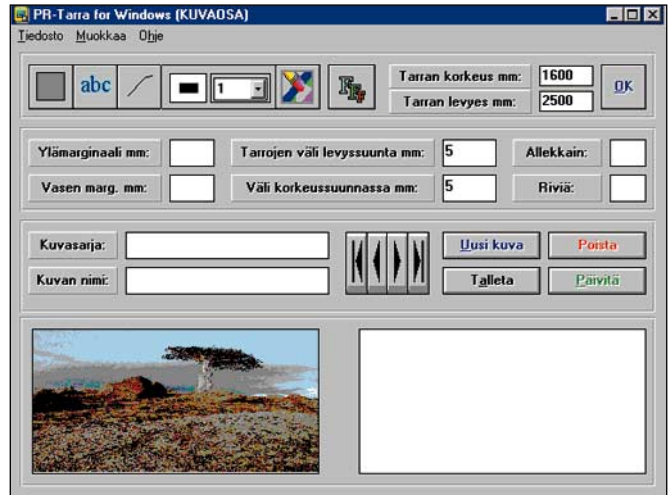 PR-Tarra for Windows (KUVAOSA)
Tiedosto Muokkaa Ohje
abc 1 FFF Tarran korkeus mm: 1600 OK
Tarran levyes mm: 2500
Ylämarginaali mm: Tarrojen väli levyssuunta mm: 5 Allekkain:
Vasen marg. mm: Väli korkeussuunnassa mm: 5 Riviä:
Kuvasarja: Uusi kuva Poista
Kuvan nimi: Talleta Päivitä